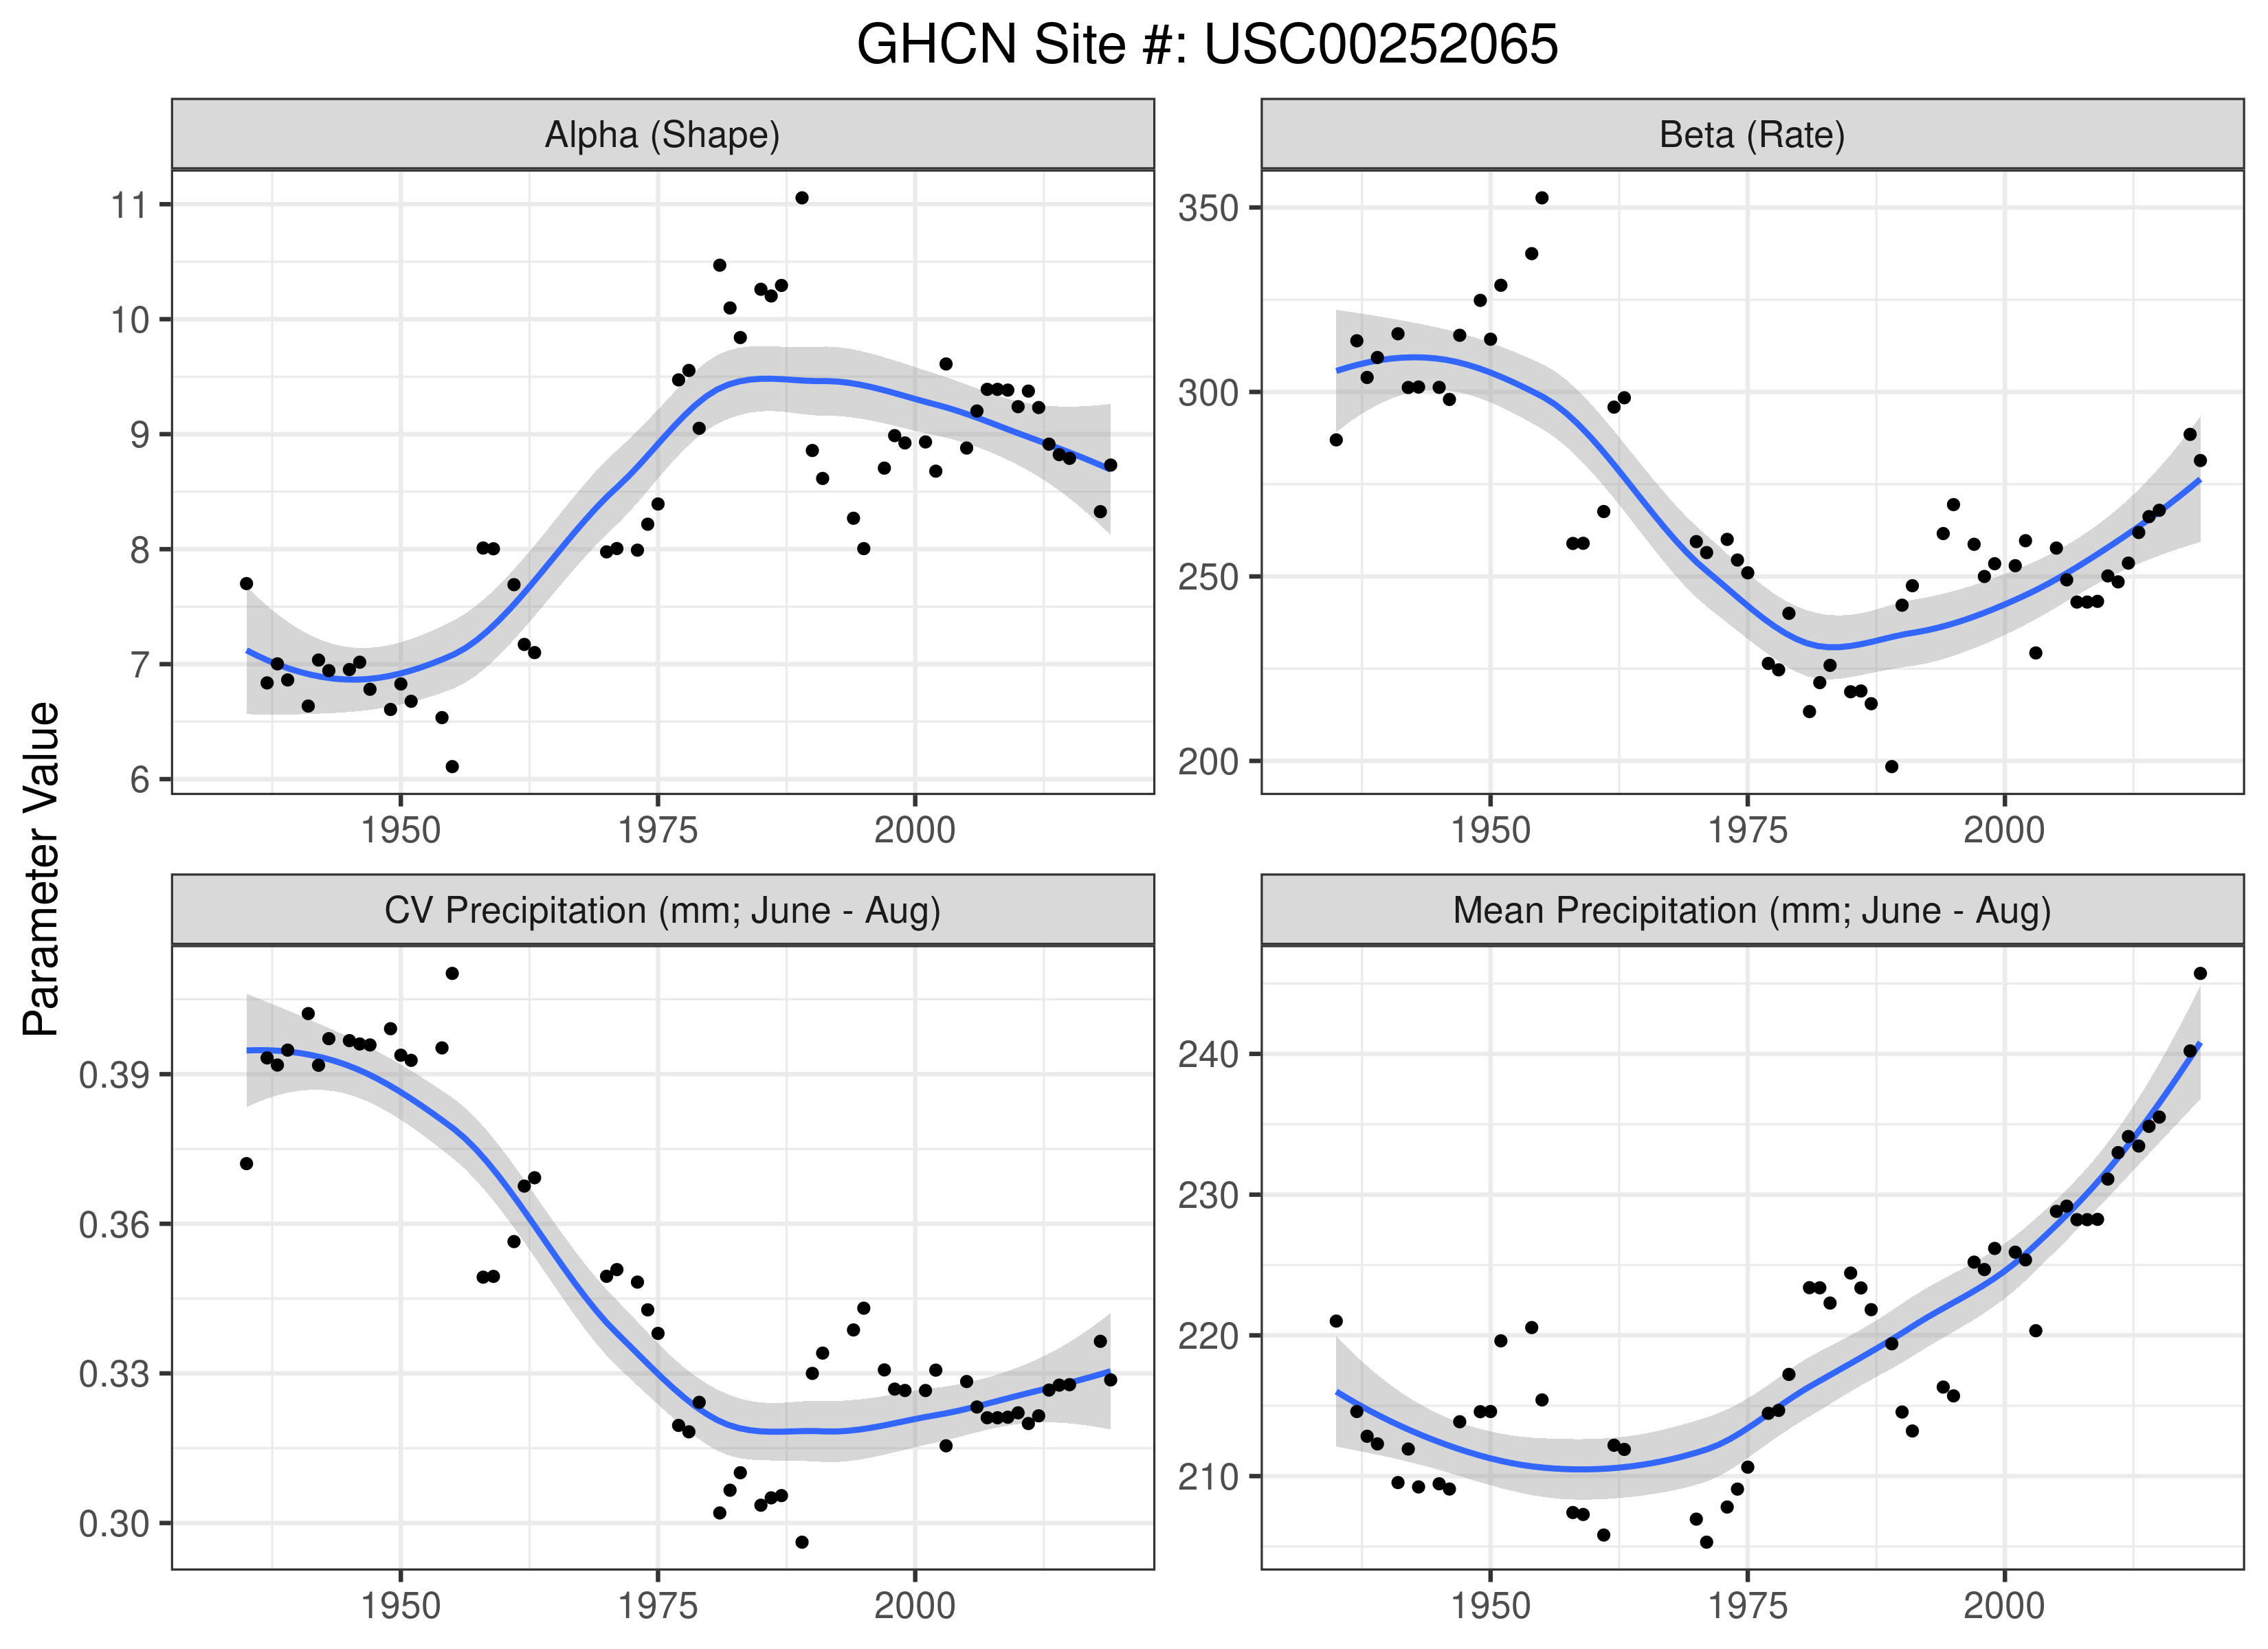 GHCN Site #: USC00252065
Alpha (Shape)
11
10
9
8
7
6
1950 1975 2000
Beta (Rate)
350
300
250
200
1950 1975 2000
Parameter Value
CV Precipitation (mm; June - Aug)
0.39
0.36
0.33
0.30
1950 1975 2000
Mean Precipitation (mm; June - Aug)
240
230
220
210
1950 1975 2000